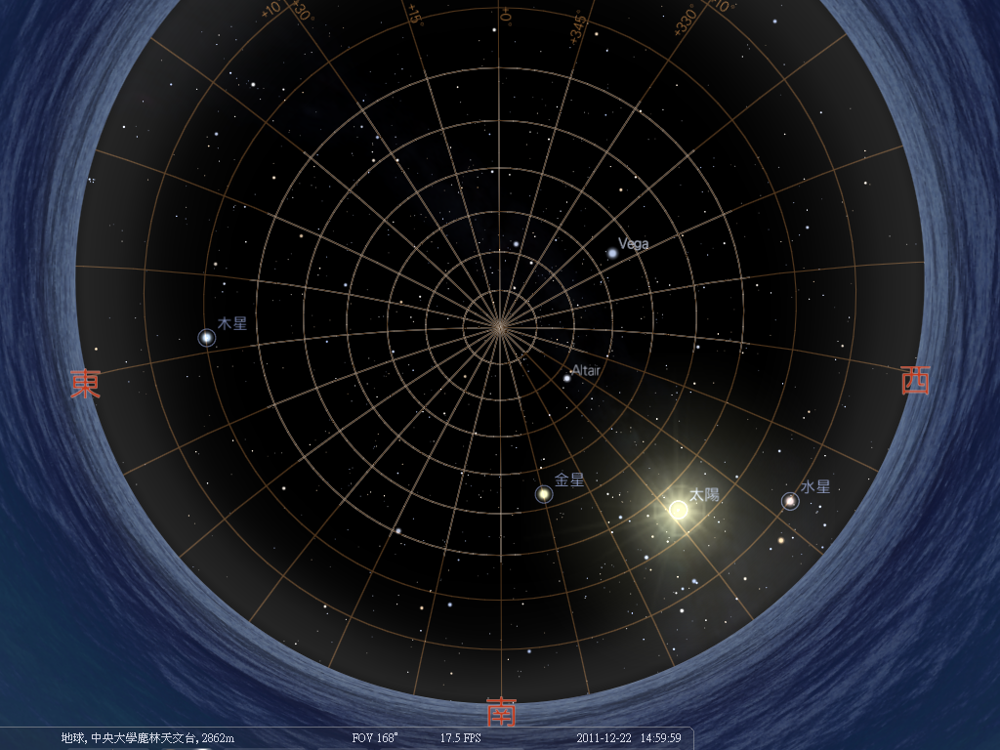 +10°
+30°
+15°
+0°
+345°
+330°
+10°
Vega
木星
東
西
Altair
金星
太陽
水星
南
地球, 中央大學鹿林天文台, 2862m FOV 168° 17.5 FPS 2011-12-22 14:59:59